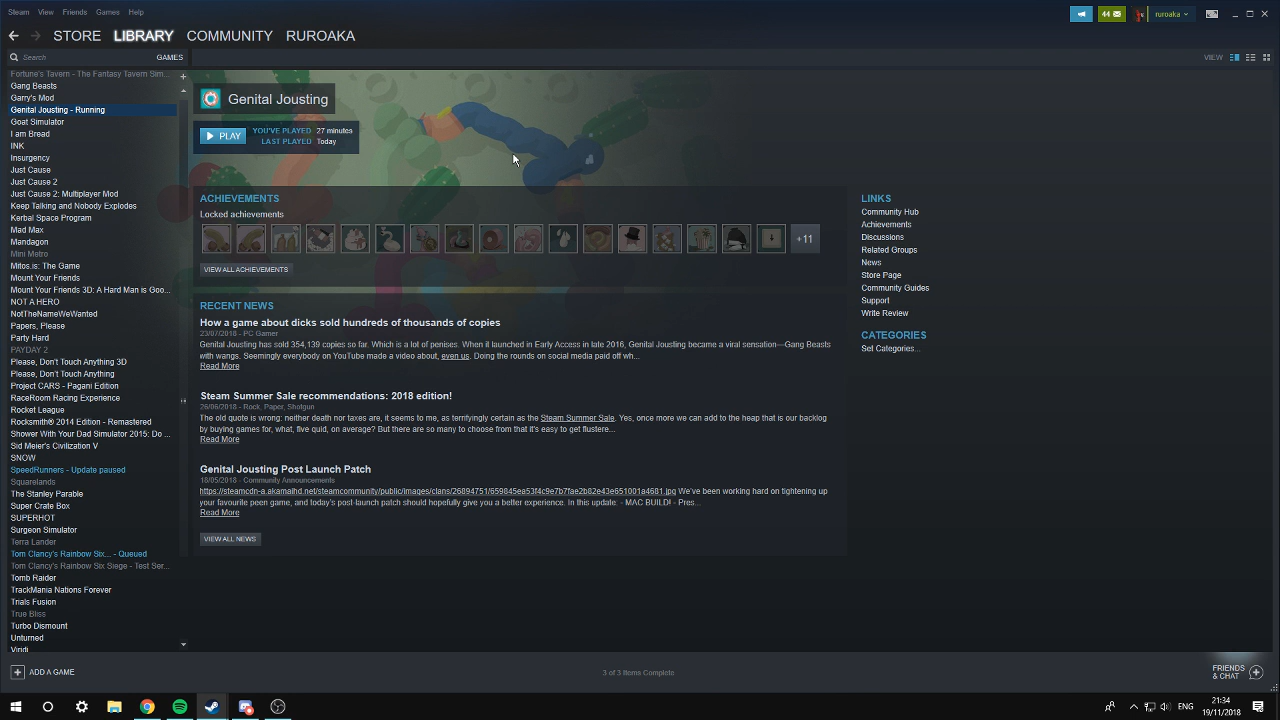 Steam View Friends Games Help
44 ruroaka
STORE LIBRARY COMMUNITY RUROAKA
Search GAMES VIEW
Fortune's Tavern - The Fantasy Tavern Sim...
Gang Beasts
Garry's Mod
Genital Jousting - Running
Goat Simulator
I am Bread
INK
Insurgency
Just Cause
Just Cause 2
Just Cause 2: Multiplayer Mod
Keep Talking and Nobody Explodes
Kerbal Space Program
Mad Max
Mandagon
Mini Metro
Mitos.is: The Game
Mount Your Friends
Mount Your Friends 3D: A Hard Man is Goo...
NOT A HERO
NotTheNameWeWanted
Papers, Please
Party Hard
PAYDAY 2
Please, Don't Touch Anything 3D
Please, Don't Touch Anything
Project CARS - Pagani Edition
RaceRoom Racing Experience
Rocket League
Rocksmith® 2014 Edition - Remastered
Shower With Your Dad Simulator 2015: Do ...
Sid Meier's Civilization V
SNOW
SpeedRunners - Update paused
Squarelands
The Stanley Parable
Super Crate Box
SUPERHOT
Surgeon Simulator
Terra Lander
Tom Clancy's Rainbow Six... - Queued
Tom Clancy's Rainbow Six Siege - Test Ser...
Tomb Raider
TrackMania Nations Forever
Trials Fusion
True Bliss
Turbo Dismount
Unturned
Viridi
Genital Jousting
PLAY
YOU'VE PLAYED 27 minutes
LAST PLAYED Today
ACHIEVEMENTS
Locked achievements
+11
VIEW ALL ACHIEVEMENTS
RECENT NEWS
How a game about dicks sold hundreds of thousands of copies
23/07/2018 - PC Gamer
Genital Jousting has sold 354,139 copies so far. Which is a lot of penises. When it launched in Early Access in late 2016, Genital Jousting became a viral sensation—Gang Beasts
with wangs. Seemingly everybody on YouTube made a video about, even us. Doing the rounds on social media paid off wh...
Read More
Steam Summer Sale recommendations: 2018 edition!
26/06/2018 - Rock, Paper, Shotgun
The old quote is wrong: neither death nor taxes are, it seems to me, as terrifyingly certain as the Steam Summer Sale. Yes, once more we can add to the heap that is our backlog
by buying games for, what, five quid, on average? But there are so many to choose from that it's easy to get flustere...
Read More
Genital Jousting Post Launch Patch
18/05/2018 - Community Announcements
https://steamcdn-a.akamaihd.net/steamcommunity/public/images/clans/26894751/659845ea53f4c9e7b7fae2b82e43e651001a4681.jpg We've been working hard on tightening up
your favourite peen game, and today's post-launch patch should hopefully give you a better experience. In this update: - MAC BUILD! - Pres...
Read More
VIEW ALL NEWS
LINKS
Community Hub
Achievements
Discussions
Related Groups
News
Store Page
Community Guides
Support
Write Review
CATEGORIES
Set Categories...
ADD A GAME
3 of 3 Items Complete
FRIENDS
& CHAT
ENG
21:34
19/11/2018